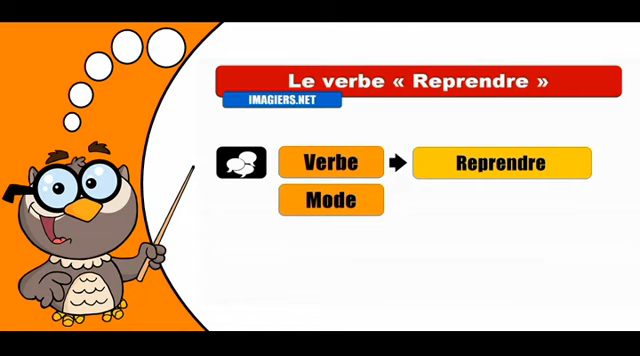 Le verbe « Reprendre »
IMAGIERS.NET
Verbe Reprendre
Mode